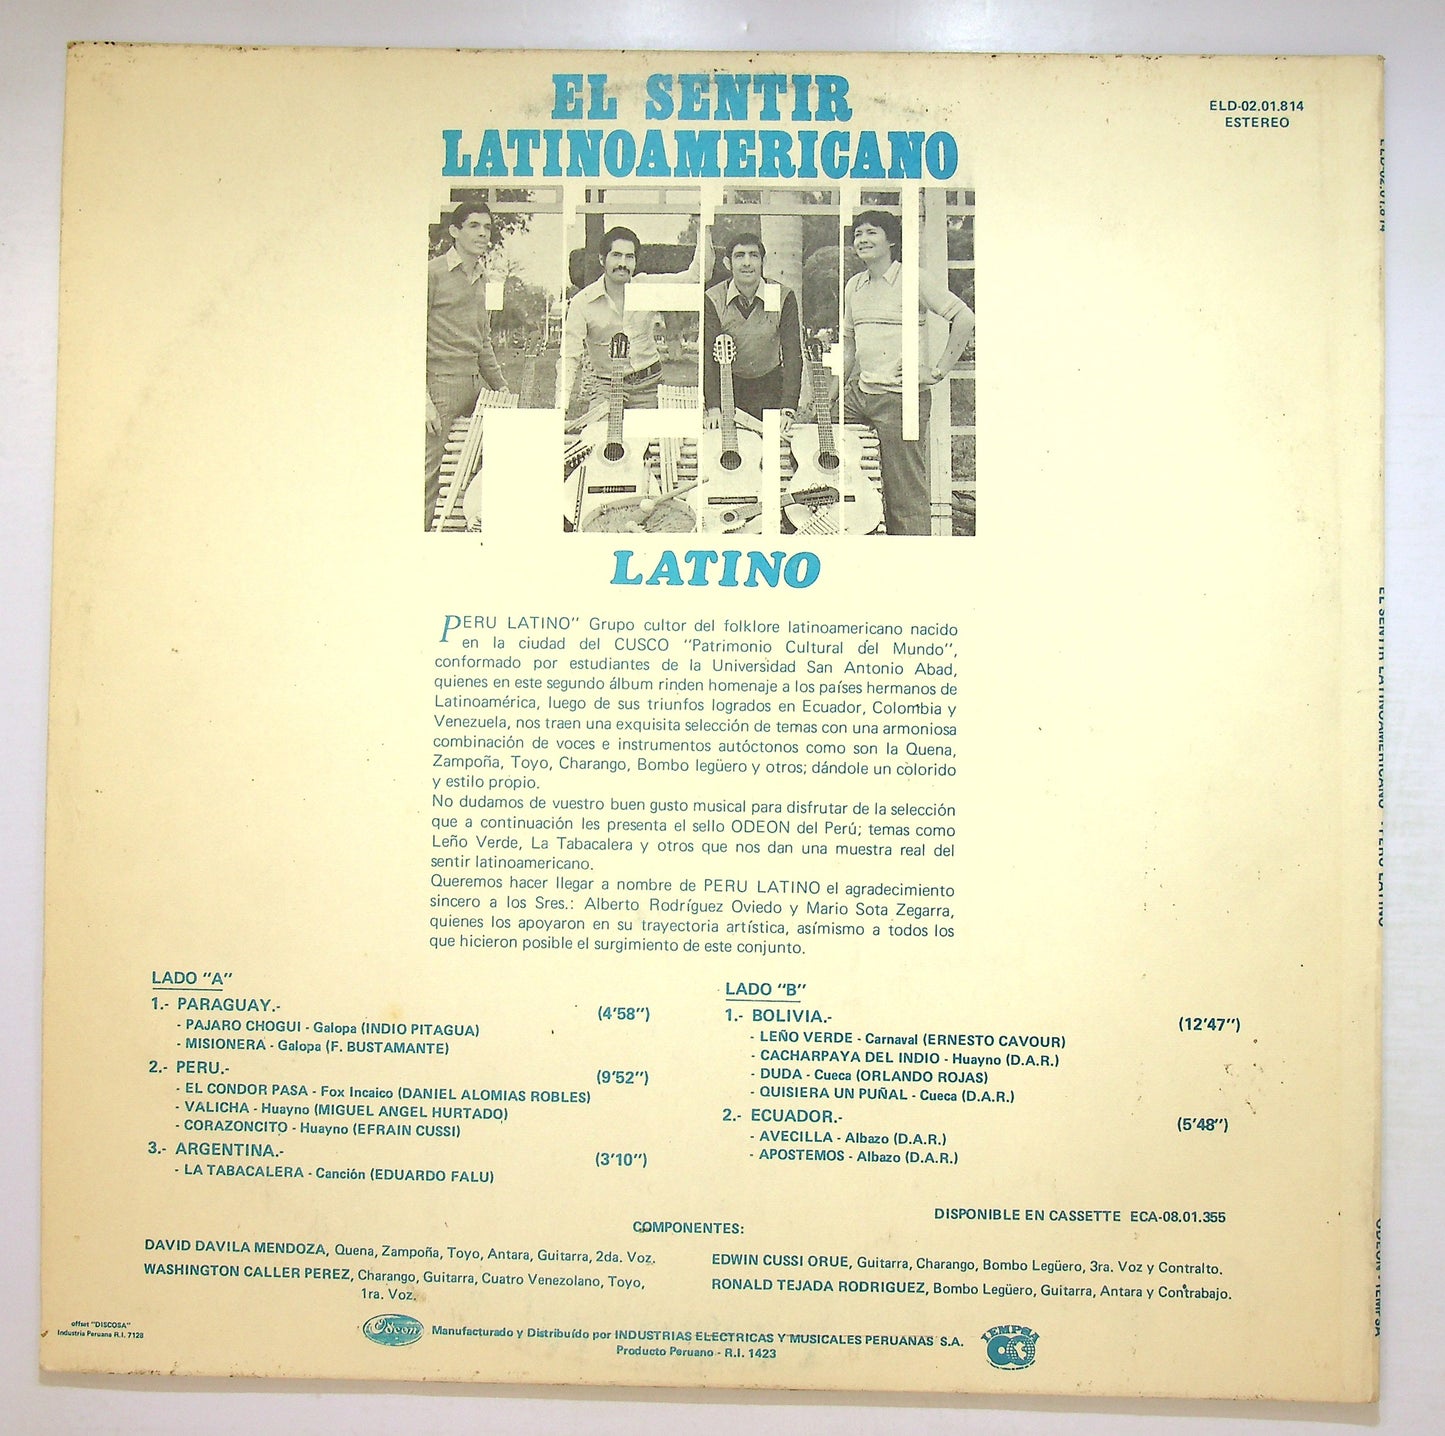 EL SENTIR
LATINOAMERICANO
ELD-02.01.814
ESTEREO
PERU
LATINO
PERU LATINO" Grupo cultor del folklore latinoamericano nacido
en la ciudad del CUSCO "Patrimonio Cultural del Mundo",
conformado por estudiantes de la Universidad San Antonio Abad,
quienes en este segundo álbum rinden homenaje a los países hermanos de
Latinoamérica, luego de sus triunfos logrados en Ecuador, Colombia y
Venezuela, nos traen una exquisita selección de temas con una armoniosa
combinación de voces e instrumentos autóctonos como son la Quena,
Zampoña, Toyo, Charango, Bombo legüero y otros; dándole un colorido
y estilo propio.
No dudamos de vuestro buen gusto musical para disfrutar de la selección
que a continuación les presenta el sello ODEON del Perú; temas como
Leño Verde, La Tabacalera y otros que nos dan una muestra real del
sentir latinoamericano.
Queremos hacer llegar a nombre de PERU LATINO el agradecimiento
sincero a los Sres.: Alberto Rodríguez Oviedo y Mario Sota Zegarra,
quienes los apoyaron en su trayectoria artística, asímismo a todos los
que hicieron posible el surgimiento de este conjunto.
LADO "A"
1.- PARAGUAY.- (4'58")
- PAJARO CHOGUI - Galopa (INDIO PITAGUA)
- MISIONERA - Galopa (F. BUSTAMANTE)
2.- PERU.- (9'52")
- EL CONDOR PASA - Fox Incaico (DANIEL ALOMIAS ROBLES)
- VALICHA - Huayno (MIGUEL ANGEL HURTADO)
- CORAZONCITO - Huayno (EFRAIN CUSSI)
3.- ARGENTINA.- (3'10")
- LA TABACALERA - Canción (EDUARDO FALU)
LADO "B"
1.- BOLIVIA.- (12'47")
- LEÑO VERDE - Carnaval (ERNESTO CAVOUR)
- CACHARPAYA DEL INDIO - Huayno (D.A.R.)
- DUDA - Cueca (ORLANDO ROJAS)
- QUISIERA UN PUÑAL - Cueca (D.A.R.)
2.- ECUADOR.- (5'48")
- AVECILLA - Albazo (D.A.R.)
- APOSTEMOS - Albazo (D.A.R.)
DISPONIBLE EN CASSETTE ECA-08.01.355
COMPONENTES:
DAVID DAVILA MENDOZA, Quena, Zampoña, Toyo, Antara, Guitarra, 2da. Voz.
WASHINGTON CALLER PEREZ, Charango, Guitarra, Cuatro Venezolano, Toyo,
1ra. Voz.
EDWIN CUSSI ORUE, Guitarra, Charango, Bombo Legüero, 3ra. Voz y Contralto.
RONALD TEJADA RODRIGUEZ, Bombo Legüero, Guitarra, Antara y Contrabajo.
offset "DISCOSA"
Industria Peruana R.I. 7128
Odeon
Manufacturado y Distribuído por INDUSTRIAS ELECTRICAS Y MUSICALES PERUANAS S.A.
Producto Peruano - R.I. 1423
IEMPSA
ELD-02.01.814
EL SENTIR LATINOAMERICANO - PERU LATINO
ODEON - IEMPSA